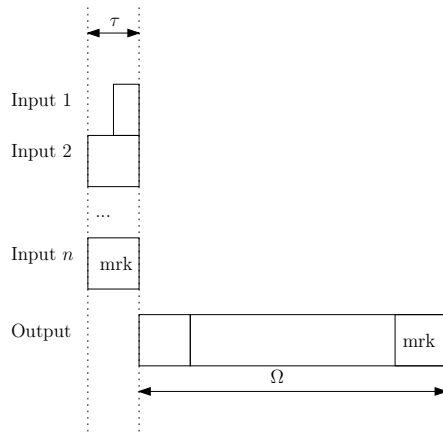 τ
Input 1
Input 2
...
Input n
mrk
Output
mrk
Ω